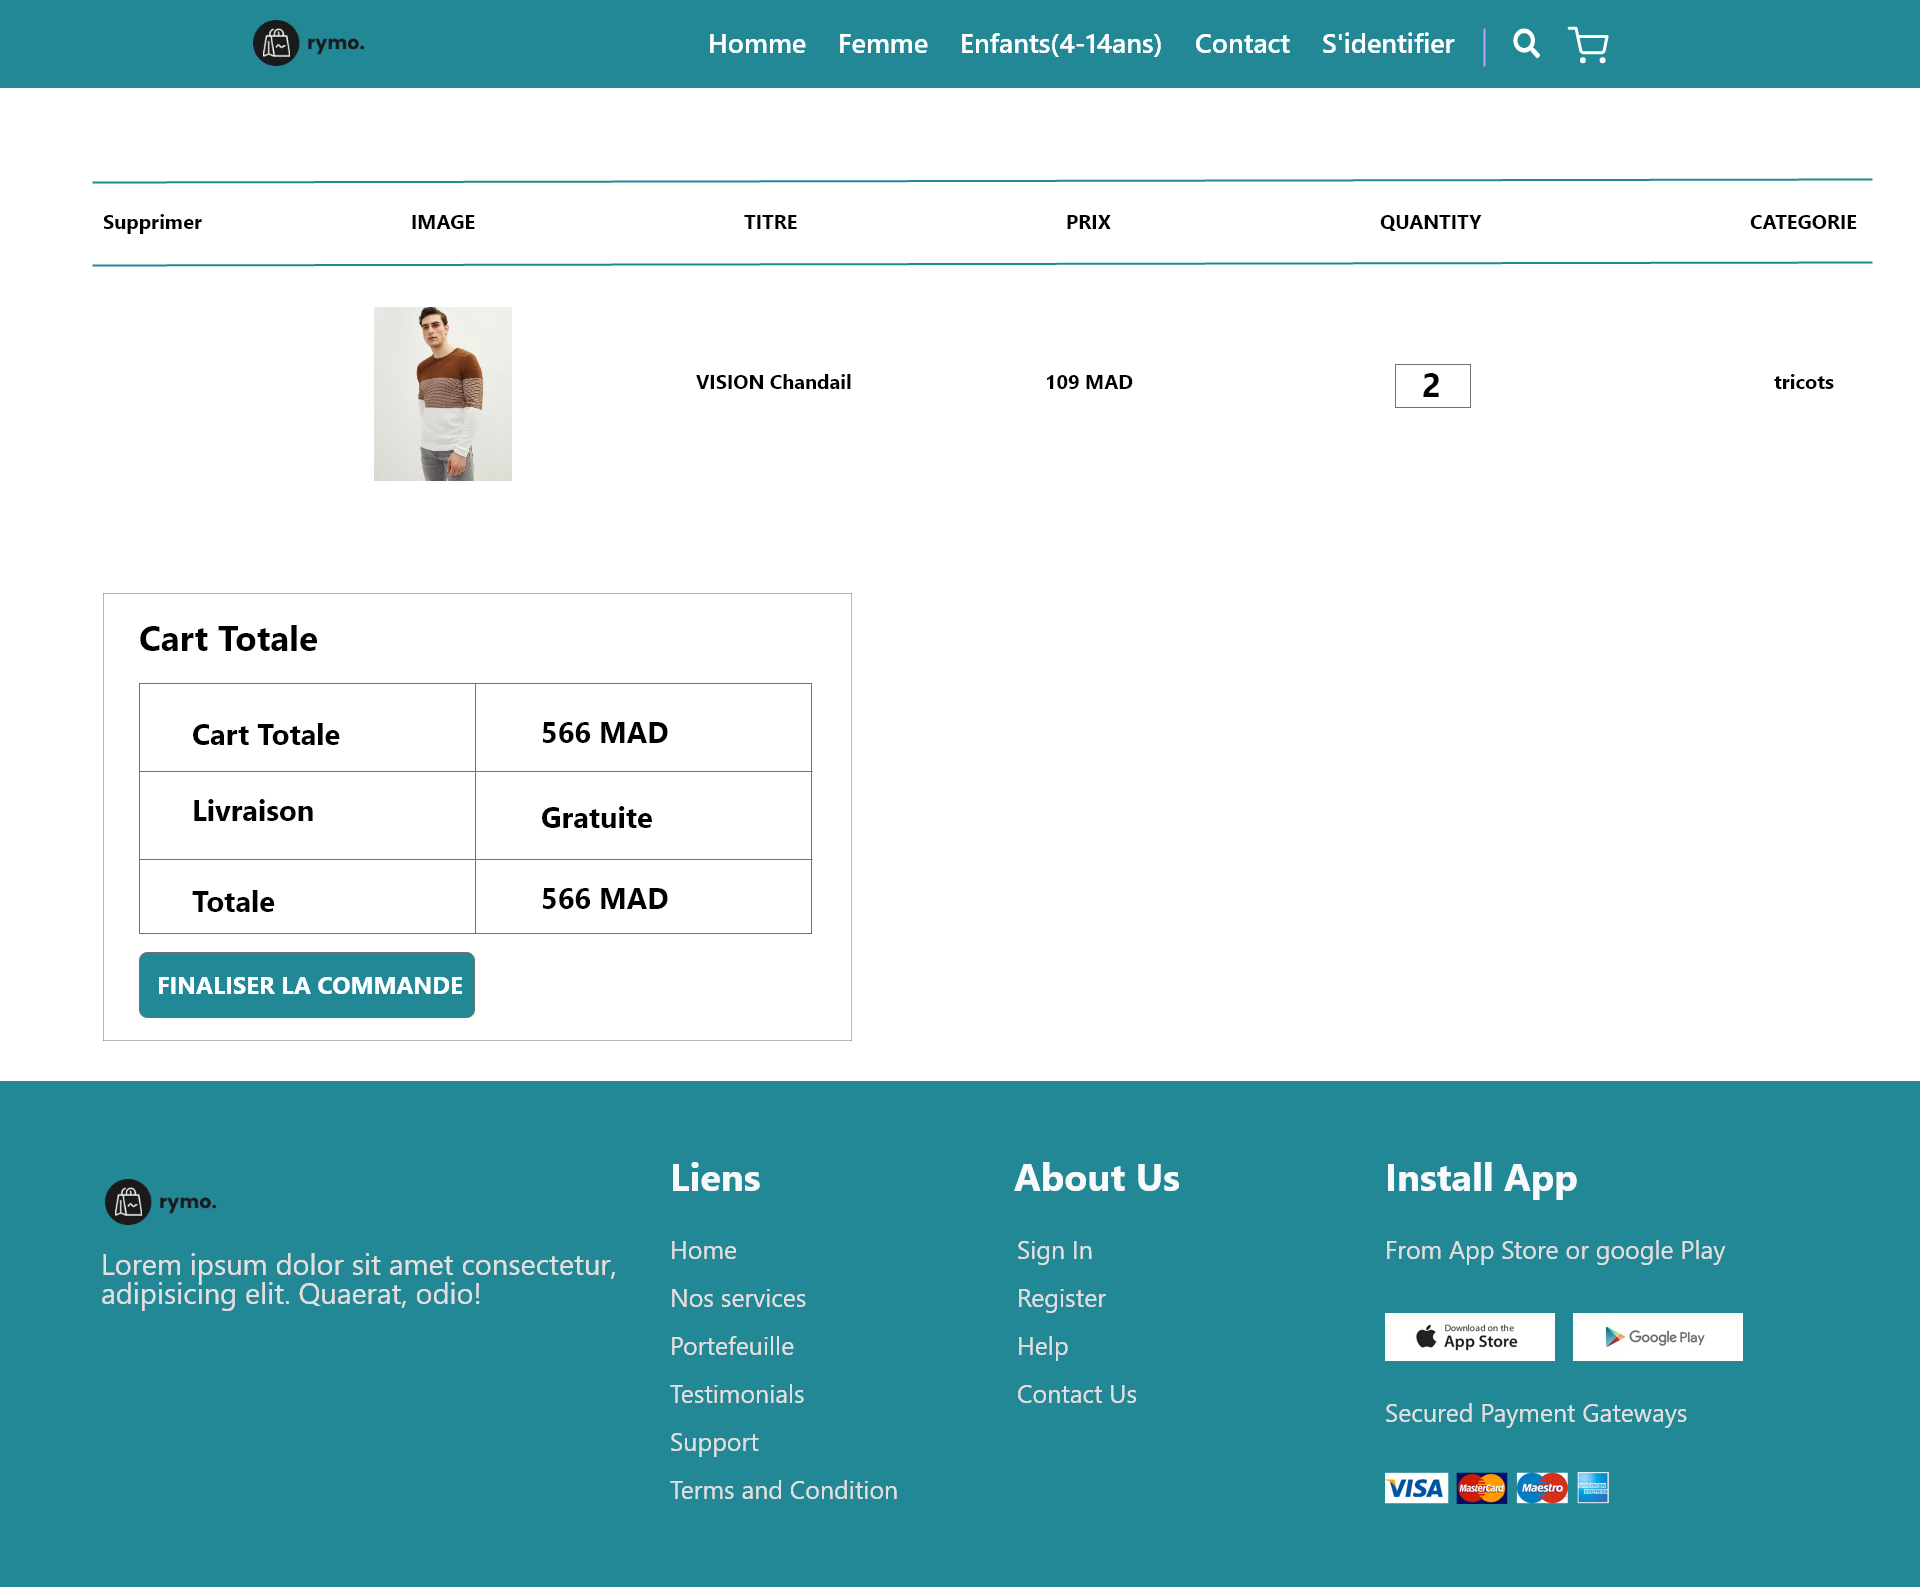 rymo.
Homme Femme Enfants(4-14ans) Contact S'identifier
Supprimer IMAGE TITRE PRIX QUANTITY CATEGORIE
VISION Chandail 109 MAD 2 tricots
Cart Totale
Cart Totale 566 MAD
Livraison Gratuite
Totale 566 MAD
FINALISER LA COMMANDE
rymo.
Lorem ipsum dolor sit amet consectetur,
adipisicing elit. Quaerat, odio!
Liens
Home
Nos services
Portefeuille
Testimonials
Support
Terms and Condition
About Us
Sign In
Register
Help
Contact Us
Install App
From App Store or google Play
Download on the
App Store
Google Play
Secured Payment Gateways
VISA MasterCard Maestro AMERICAN
EXPRESS